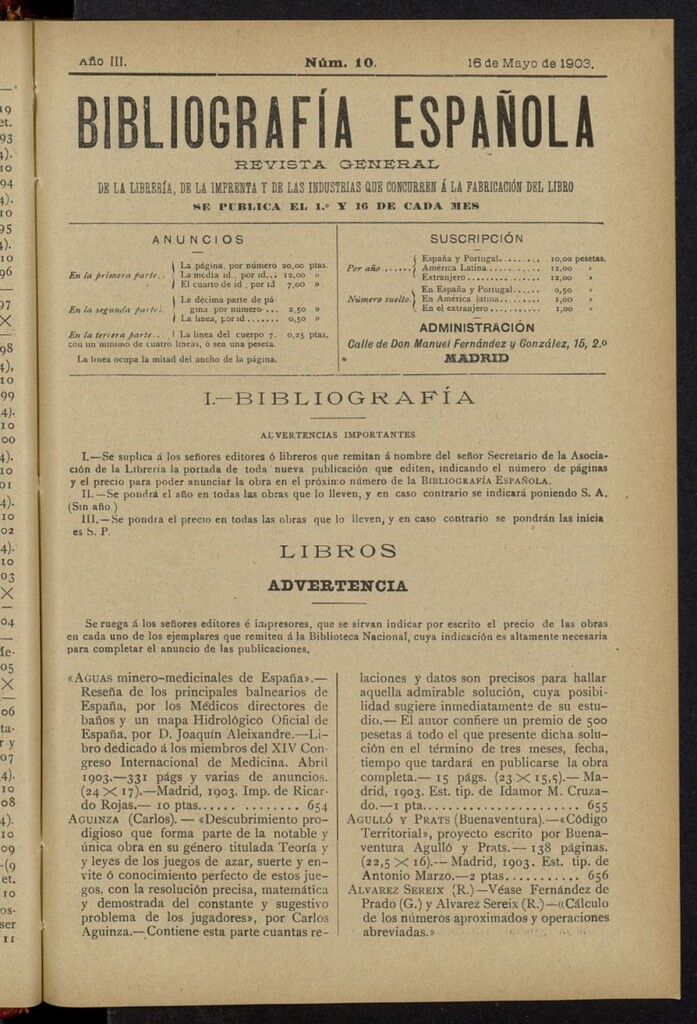 Año III.
Núm. 10.
16 de Mayo de 1903.
BIBLIOGRAFÍA ESPAÑOLA
REVISTA GENERAL
DE LA LIBRERÍA, DE LA IMPRENTA Y DE LAS INDUSTRIAS QUE CONCURREN Á LA FABRICACIÓN DEL LIBRO
SE PUBLICA EL 1.º Y 16 DE CADA MES
ANUNCIOS
En la primera parte..
La página, por número 20,00 ptas.
La media id., por id... 12,00 »
El cuarto de id., por id 7,00 »
En la segunda parte.
La décima parte de pá
gina por número.... 2,50 »
La línea, por id....... 0,50 »
En la tercera parte... La línea del cuerpo 7. 0,25 ptas.
con un mínimo de cuatro líneas, ó sea una peseta.
La línea ocupa la mitad del ancho de la página.
SUSCRIPCIÓN
Por año......
España y Portugal......... 10,00 pesetas.
América Latina........... 12,00 »
Extranjero............... 12,00 »
Número suelto.
En España y Portugal..... 0,50 »
En América latina........ 1,00 »
En el extranjero.......... 1,00 »
ADMINISTRACIÓN
Calle de Don Manuel Fernández y González, 15, 2.º
MADRID
I.—BIBLIOGRAFÍA
ADVERTENCIAS IMPORTANTES
I.—Se suplica á los señores editores ó libreros que remitan á nombre del señor Secretario de la Asocia-
ción de la Librería la portada de toda nueva publicación que editen, indicando el número de páginas
y el precio para poder anunciar la obra en el próximo número de la BIBLIOGRAFÍA ESPAÑOLA.
II.—Se pondrá el año en todas las obras que lo lleven, y en caso contrario se indicará poniendo S. A.
(Sin año.)
III.—Se pondra el precio en todas las obras que lo lleven, y en caso contrario se pondrán las inicia
es S. P.
LIBROS
ADVERTENCIA
Se ruega á los señores editores é impresores, que se sirvan indicar por escrito el precio de las obras
en cada uno de los ejemplares que remiten á la Biblioteca Nacional, cuya indicación es altamente necesaria
para completar el anuncio de las publicaciones.
«AGUAS minero-medicinales de España».—
Reseña de los principales balnearios de
España, por los Médicos directores de
baños y un mapa Hidrológico Oficial de
España, por D. Joaquín Aleixandre.—Li-
bro dedicado á los miembros del XIV Con-
greso Internacional de Medicina. Abril
1903.—331 págs y varias de anuncios.
(24 × 17).—Madrid, 1903. Imp. de Ricar-
do Rojas.— 10 ptas.................. 654
AGUINZA (Carlos). — «Descubrimiento pro-
digioso que forma parte de la notable y
única obra en su género titulada Teoría y
y leyes de los juegos de azar, suerte y en-
vite ó conocimiento perfecto de estos jue-
gos, con la resolución precisa, matemática
y demostrada del constante y sugestivo
problema de los jugadores», por Carlos
Aguinza.—Contiene esta parte cuantas re-
laciones y datos son precisos para hallar
aquella admirable solución, cuya posibi-
lidad sugiere inmediatamente de su estu-
dio.— El autor confiere un premio de 500
pesetas á todo el que presente dicha solu-
ción en el término de tres meses, fecha,
tiempo que tardará en publicarse la obra
completa.— 15 págs. (23 × 15,5).— Ma-
drid, 1903. Est. tip. de Idamor M. Cruza-
do.—1 pta...................... 655
AGULLÓ Y PRATS (Buenaventura).—«Código
Territorial», proyecto escrito por Buena-
ventura Agulló y Prats.— 138 páginas.
(22,5 × 16).—Madrid, 1903. Est. tip. de
Antonio Marzo.—2 ptas........... 656
ALVAREZ SEREIX (R.)—Véase Fernández de
Prado (G.) y Alvarez Sereix (R.)—«Cálculo
de los números aproximados y operaciones
abreviadas.»